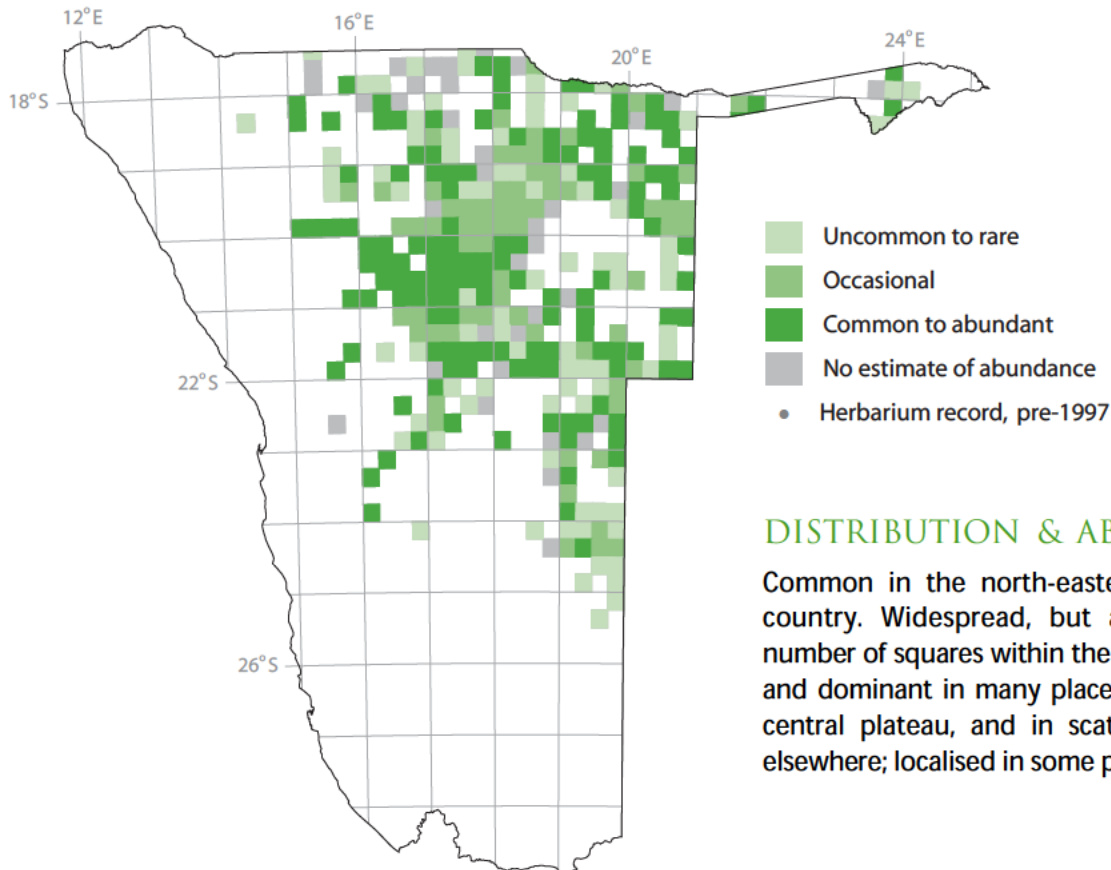 12°E
16°E
20°E
24°E
18°S
22°S
26°S
Uncommon to rare
Occasional
Common to abundant
No estimate of abundance
Herbarium record, pre-1997
DISTRIBUTION & AB
Common in the north-easte
country. Widespread, but a
number of squares within the
and dominant in many place
central plateau, and in scat
elsewhere; localised in some p